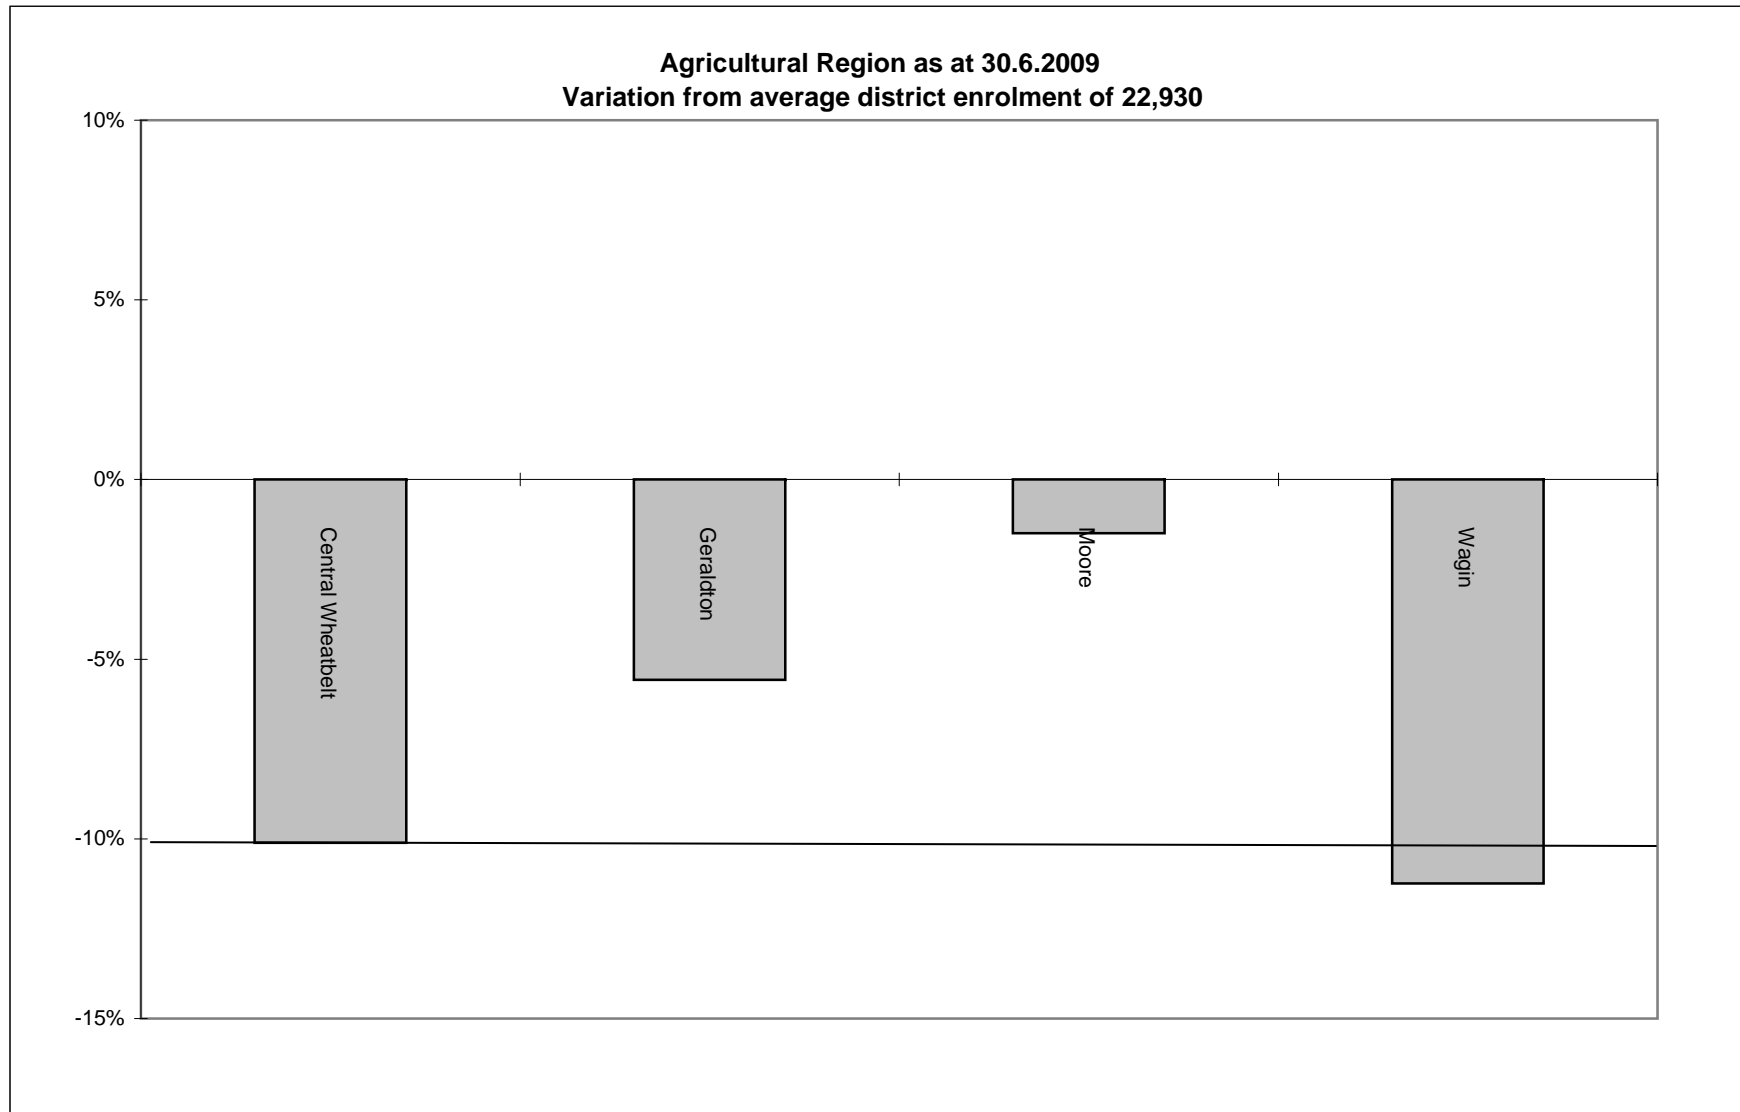 Agricultural Region as at 30.6.2009
Variation from average district enrolment of 22,930
10%
5%
0%
-5%
-10%
-15%
Central Wheatbelt
Geraldton
Moore
Wagin